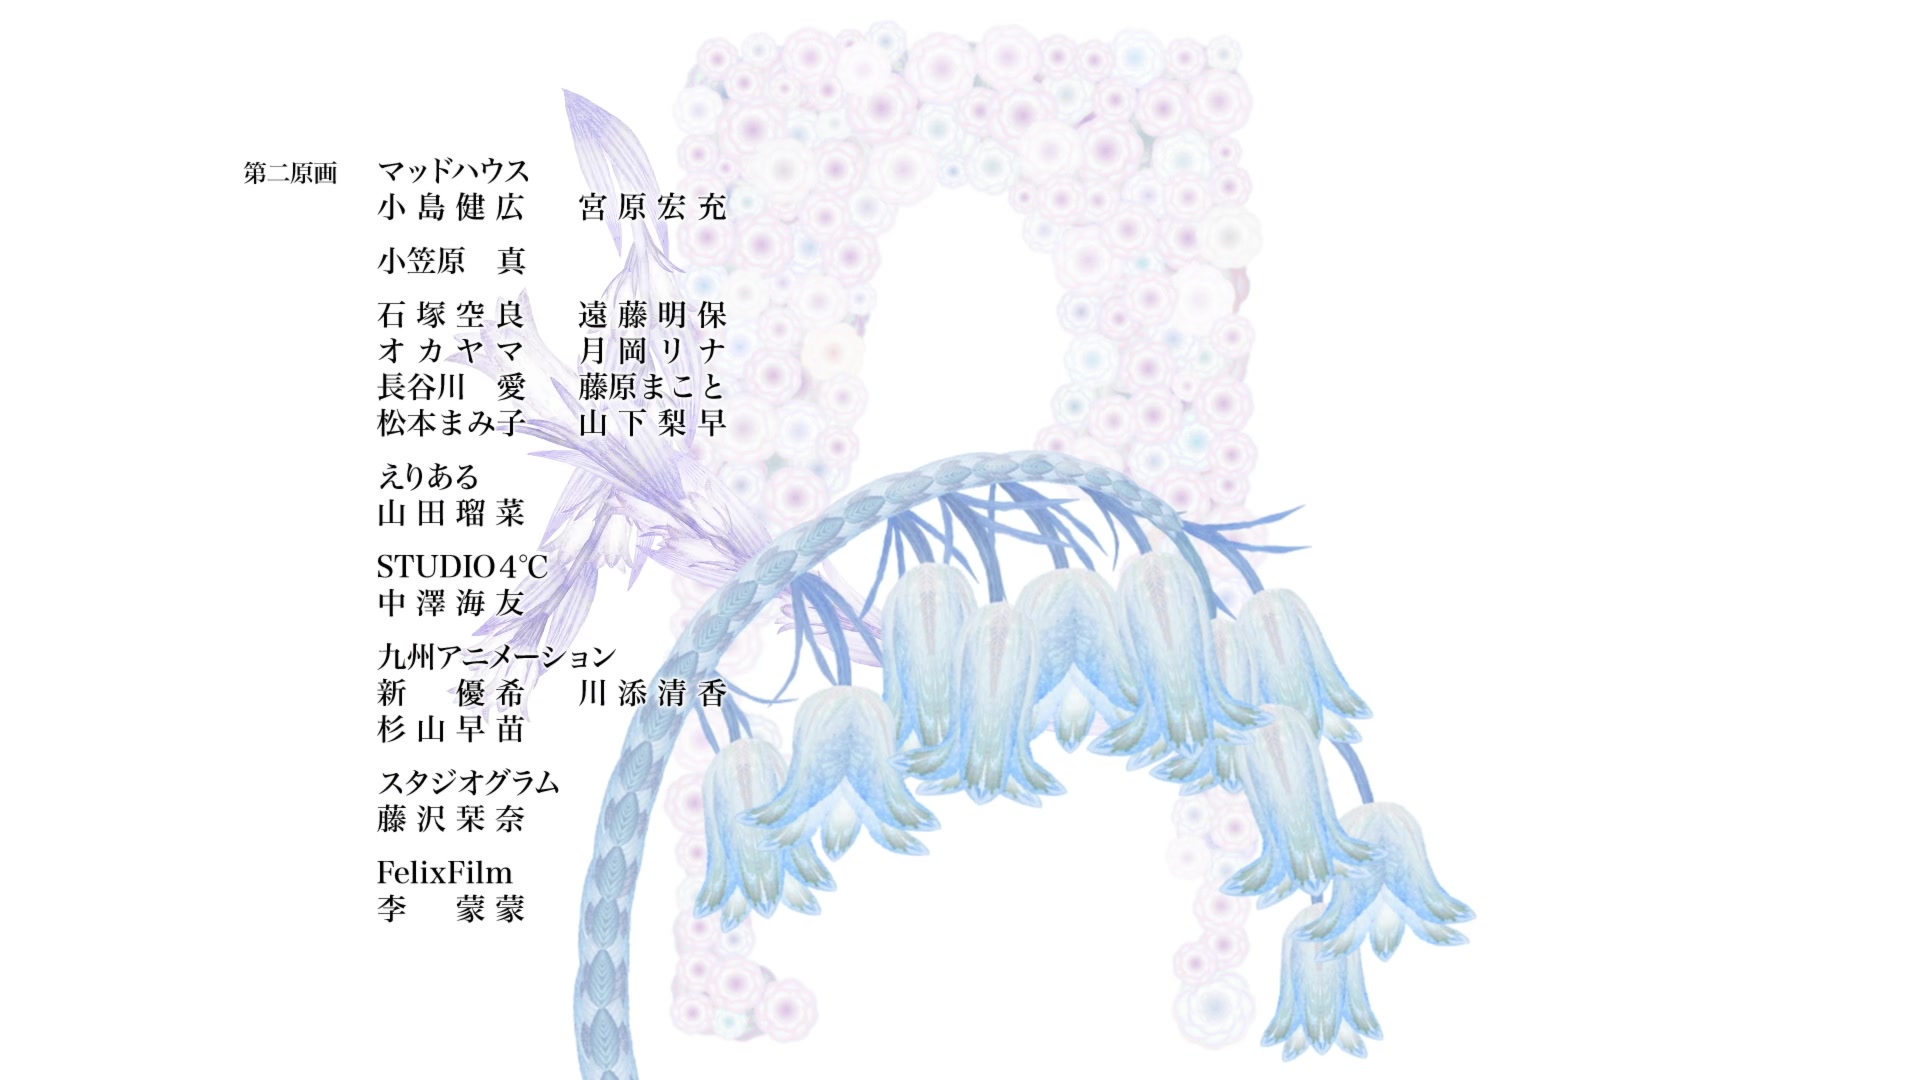 第二原画 マッドハウス
小島健広 宮原宏充
小笠原 真
石塚空良 遠藤明保
オカヤマ 月岡リナ
長谷川 愛 藤原まこと
松本まみ子 山下梨早
えりある
山田瑠菜
STUDIO4℃
中澤海友
九州アニメーション
新 優希 川添清香
杉山早苗
スタジオグラム
藤沢栞奈
FelixFilm
李 蒙蒙